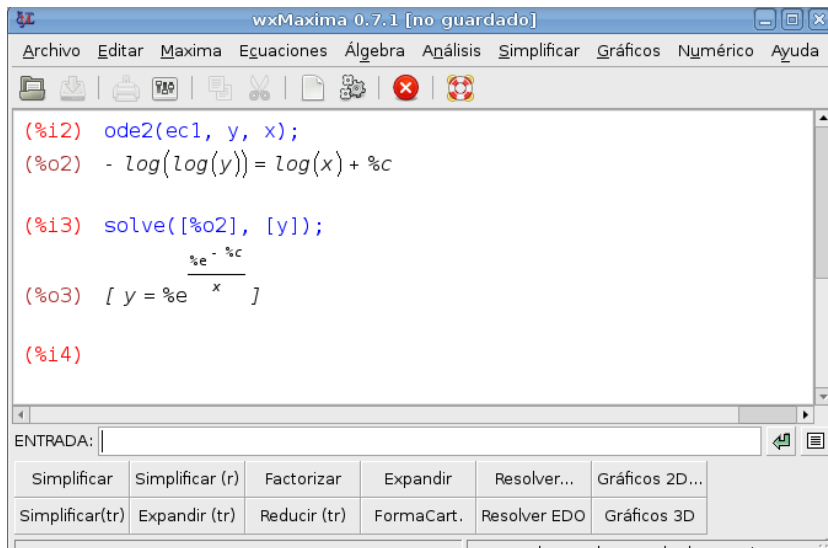 wxMaxima 0.7.1 [no guardado]
Archivo Editar Maxima Ecuaciones Álgebra Análisis Simplificar Gráficos Numérico Ayuda
(%i2) ode2(ec1, y, x);
(%o2) - log(log(y)) = log(x) + %c
(%i3) solve([%o2], [y]);
%e - %c
(%o3) [ y = %e x ]
(%i4)
ENTRADA:
Simplificar Simplificar (r) Factorizar Expandir Resolver... Gráficos 2D...
Simplificar(tr) Expandir (tr) Reducir (tr) FormaCart. Resolver EDO Gráficos 3D